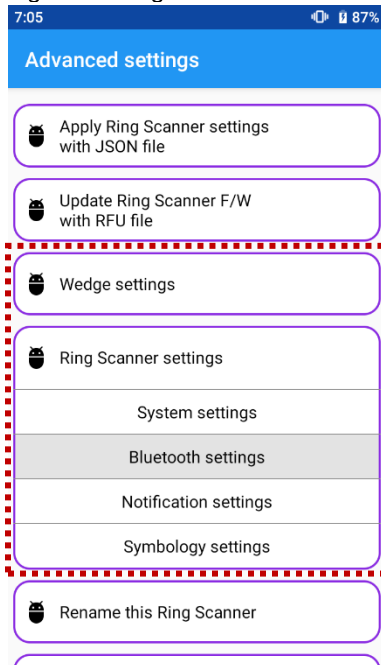 7:05 87%
Advanced settings
Apply Ring Scanner settings
with JSON file
Update Ring Scanner F/W
with RFU file
Wedge settings
Ring Scanner settings
System settings
Bluetooth settings
Notification settings
Symbology settings
Rename this Ring Scanner